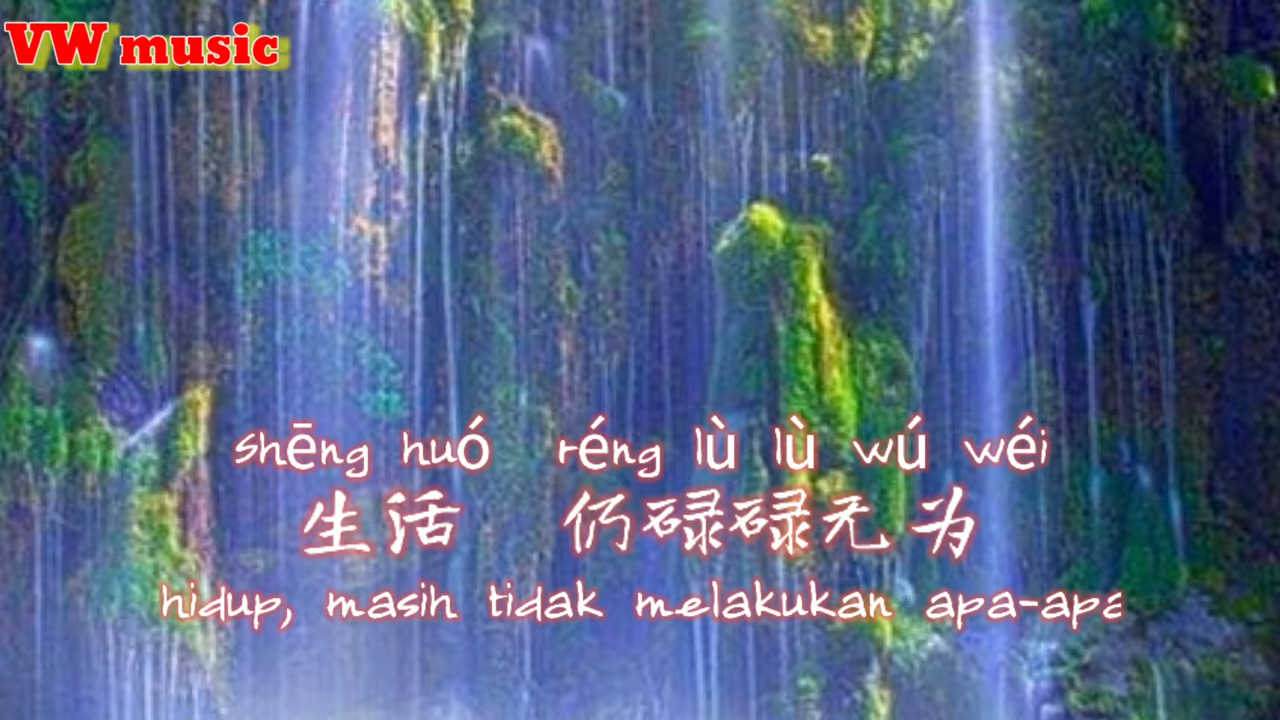 VW music
shēng huó réng lù lù wú wéi
生活 仍碌碌无为
hidup, masih tidak melakukan apa-apa